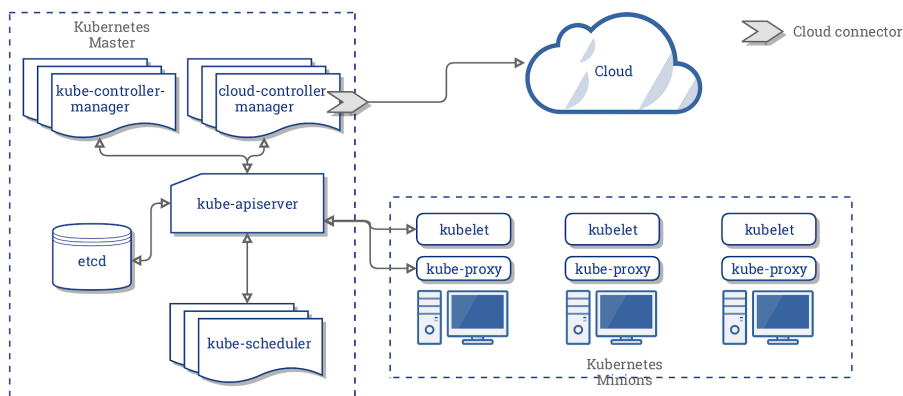 Kubernetes
Master
kube-controller-
manager
cloud-controller
manager
Cloud
Cloud connector
kube-apiserver
etcd
kube-scheduler
kubelet
kubelet
kubelet
kube-proxy
kube-proxy
kube-proxy
Kubernetes
Minions